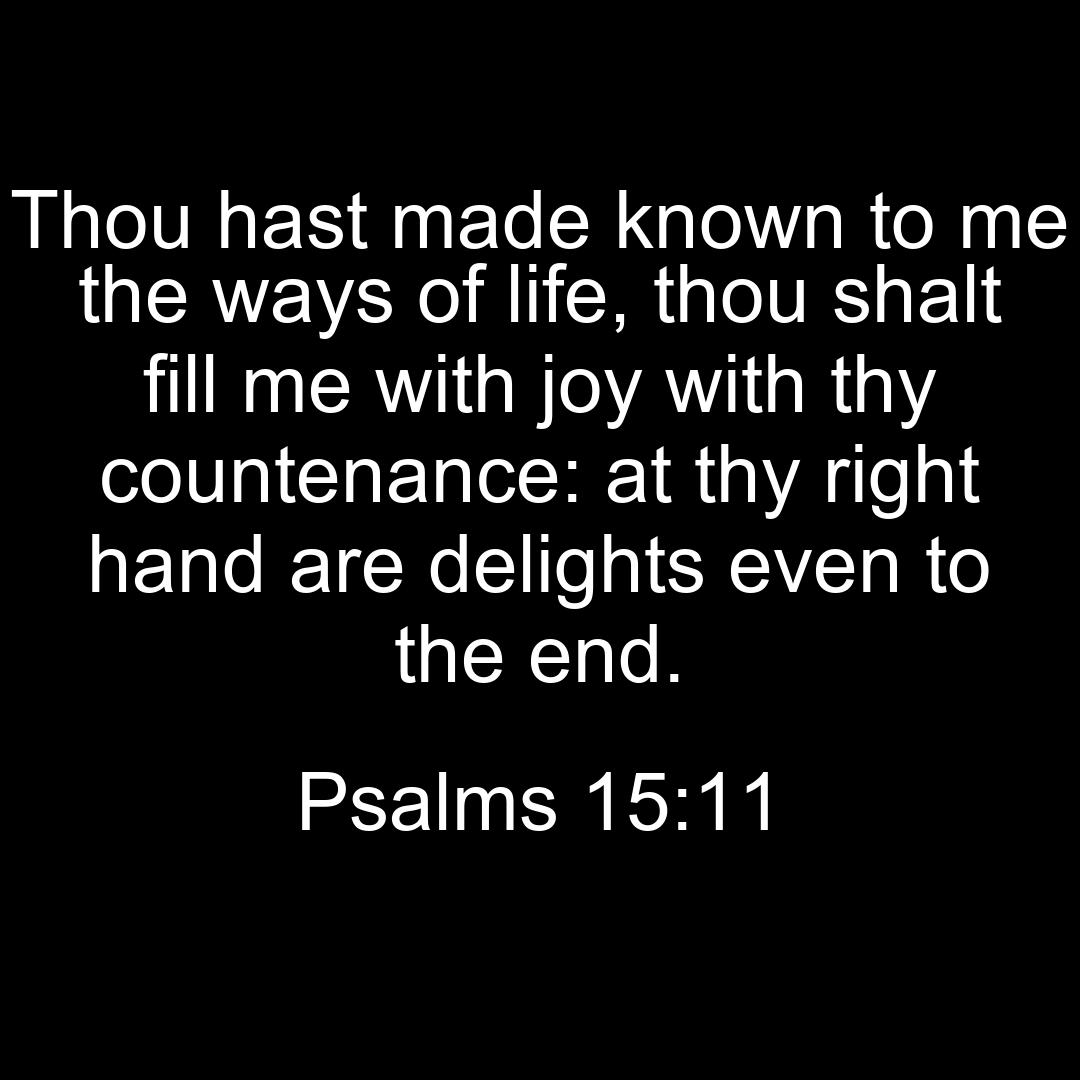 Thou hast made known to me
the ways of life, thou shalt
fill me with joy with thy
countenance: at thy right
hand are delights even to
the end.
Psalms 15:11